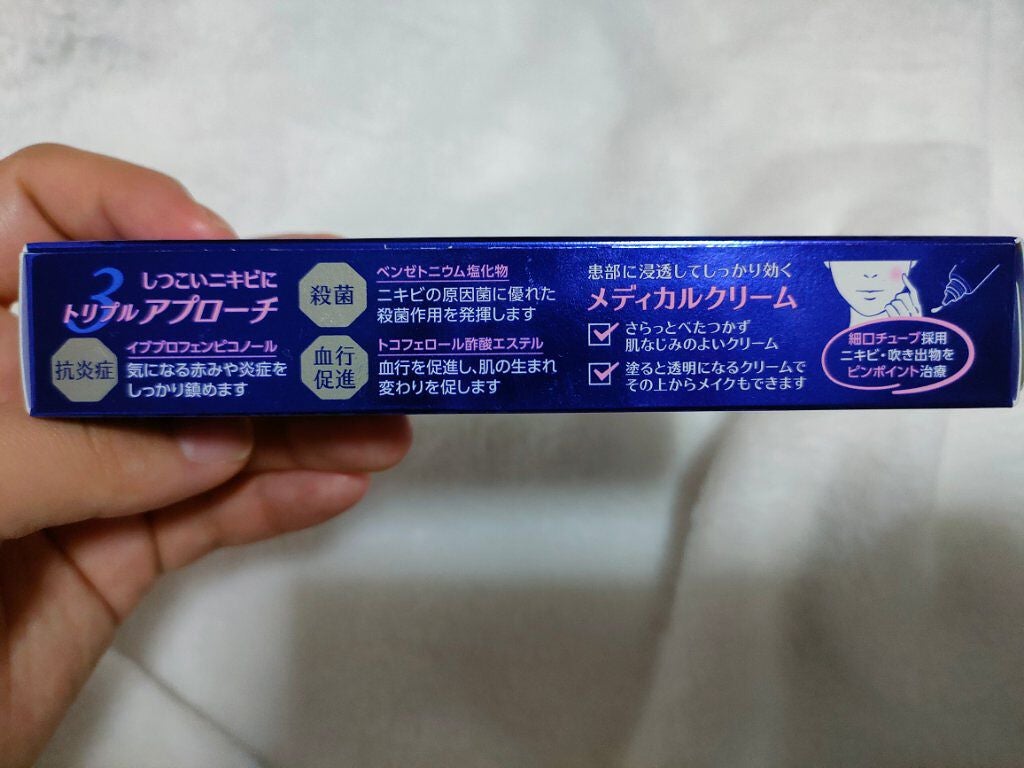 3
しつこいニキビに
トリプルアプローチ
抗炎症
イブプロフェンピコノール
気になる赤みや炎症を
しっかり鎮めます
殺菌
ベンゼトニウム塩化物
ニキビの原因菌に優れた
殺菌作用を発揮します
血行
促進
トコフェロール酢酸エステル
血行を促進し、肌の生まれ
変わりを促します
患部に浸透してしっかり効く
メディカルクリーム
さらっとべたつかず
肌なじみのよいクリーム
塗ると透明になるクリームで
その上からメイクもできます
細口チューブ採用
ニキビ・吹き出物を
ピンポイント治療